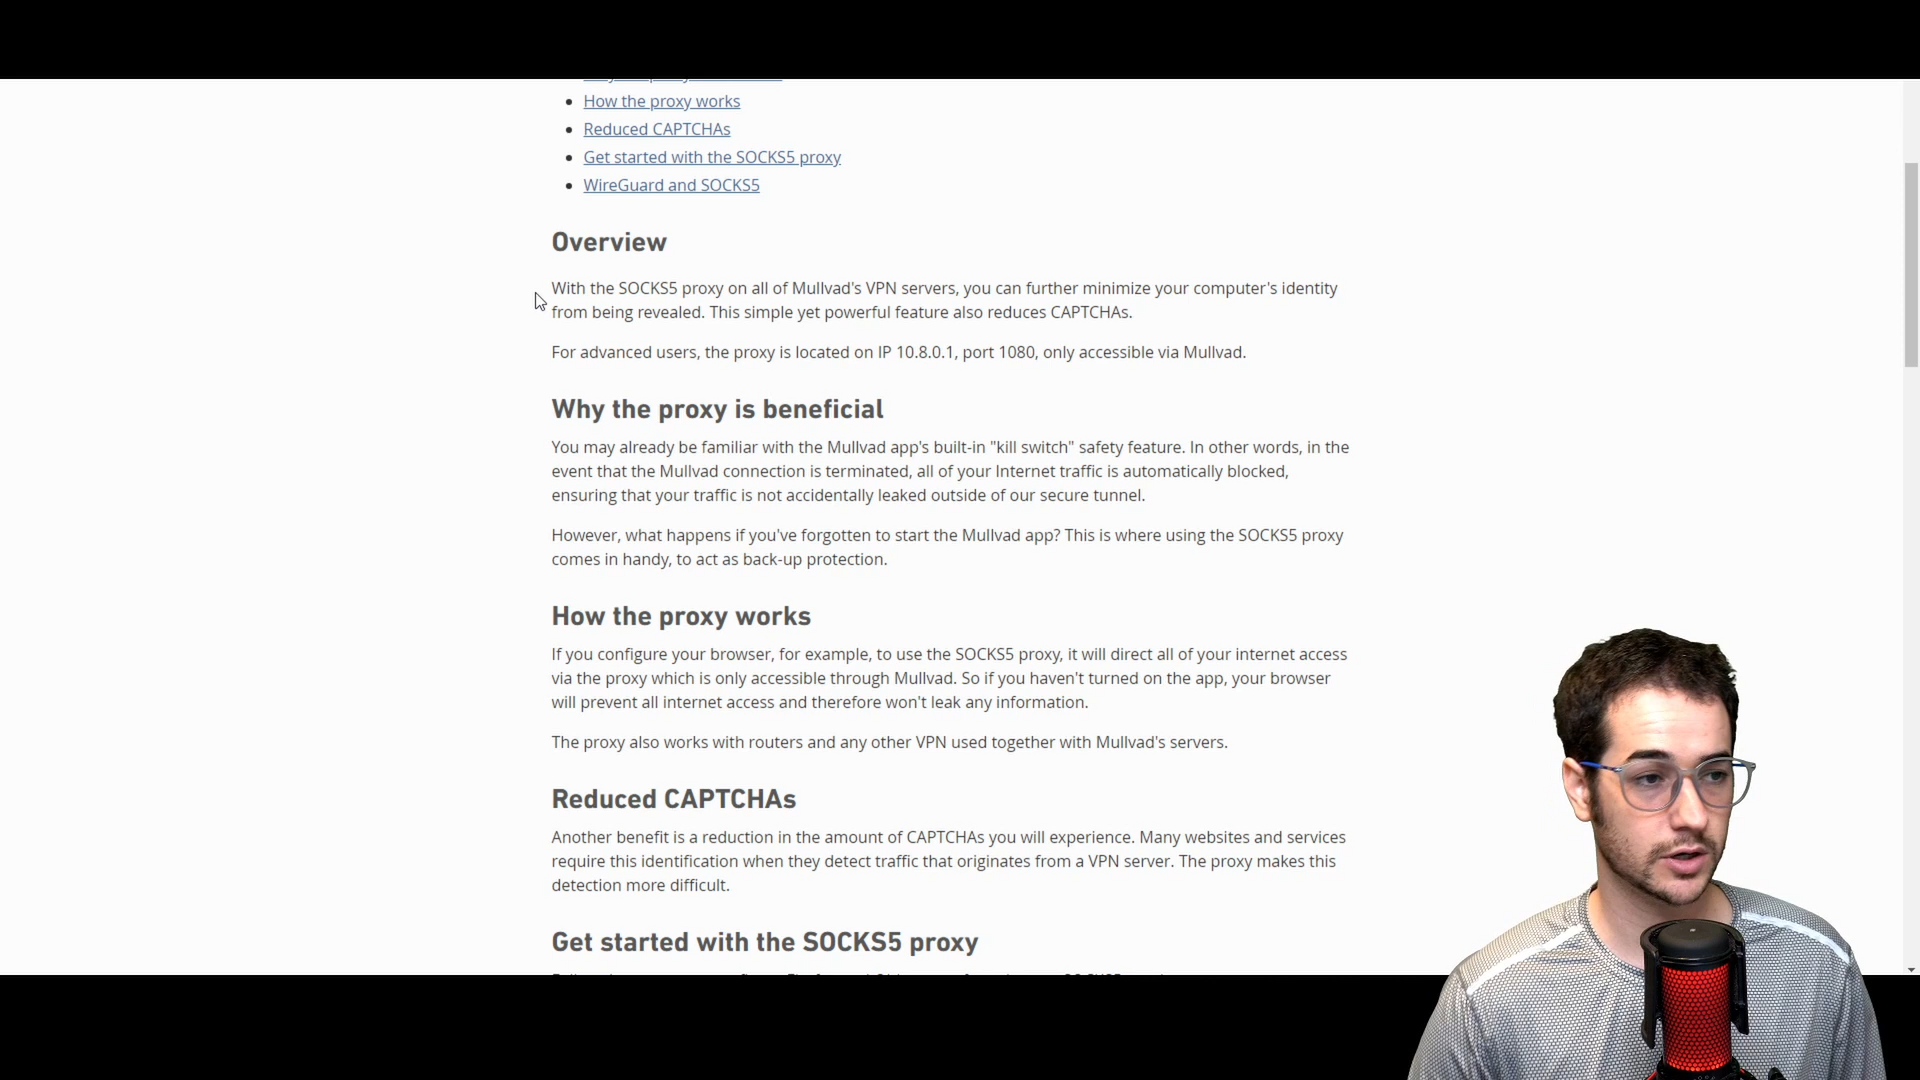 How the proxy works
Reduced CAPTCHAs
Get started with the SOCKS5 proxy
WireGuard and SOCKS5
Overview
With the SOCKS5 proxy on all of Mullvad's VPN servers, you can further minimize your computer's identity
from being revealed. This simple yet powerful feature also reduces CAPTCHAs.
For advanced users, the proxy is located on IP 10.8.0.1, port 1080, only accessible via Mullvad.
Why the proxy is beneficial
You may already be familiar with the Mullvad app's built-in "kill switch" safety feature. In other words, in the
event that the Mullvad connection is terminated, all of your Internet traffic is automatically blocked,
ensuring that your traffic is not accidentally leaked outside of our secure tunnel.
However, what happens if you've forgotten to start the Mullvad app? This is where using the SOCKS5 proxy
comes in handy, to act as back-up protection.
How the proxy works
If you configure your browser, for example, to use the SOCKS5 proxy, it will direct all of your internet access
via the proxy which is only accessible through Mullvad. So if you haven't turned on the app, your browser
will prevent all internet access and therefore won't leak any information.
The proxy also works with routers and any other VPN used together with Mullvad's servers.
Reduced CAPTCHAs
Another benefit is a reduction in the amount of CAPTCHAs you will experience. Many websites and services
require this identification when they detect traffic that originates from a VPN server. The proxy makes this
detection more difficult.
Get started with the SOCKS5 proxy